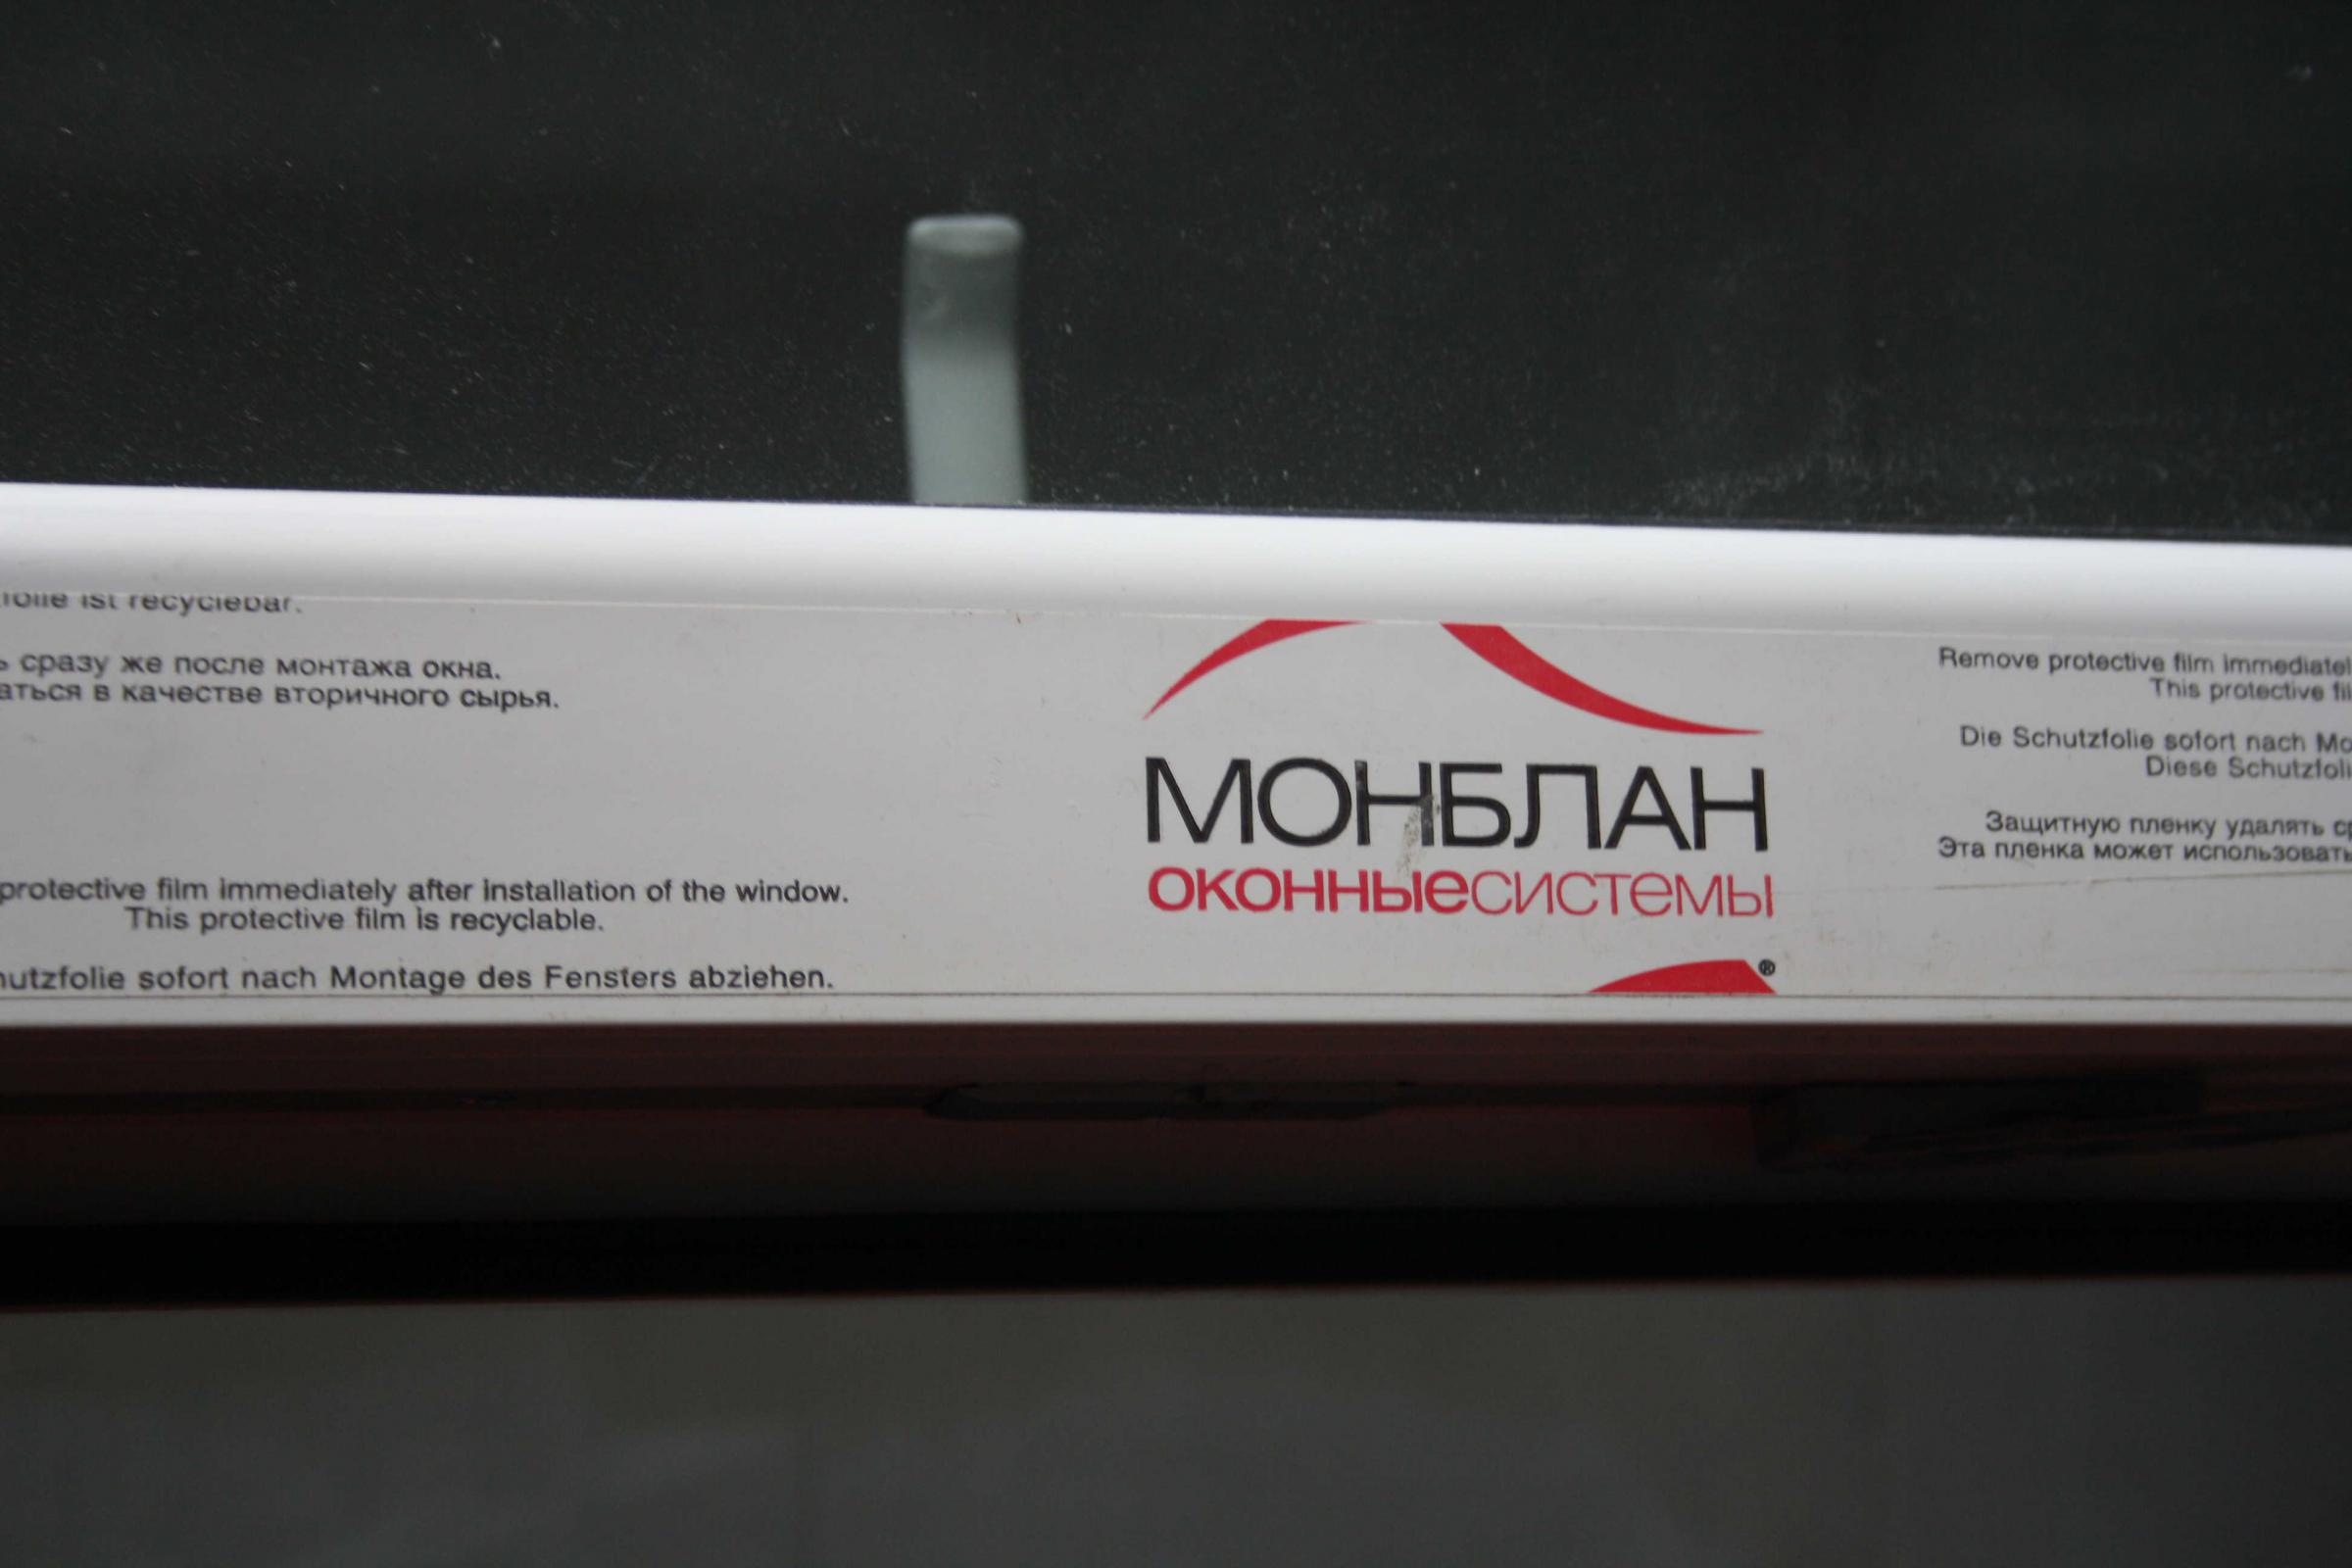 folie ist recyclebar.
сразу же после монтажа окна.
аться в качестве вторичного сырья.
protective film immediately after installation of the window.
This protective film is recyclable.
hutzfolie sofort nach Montage des Fensters abziehen.
МОНБЛАН
оконныесистемы
®
Remove protective film immediatel
This protective fil
Die Schutzfolie sofort nach Mo
Diese Schutzfoli
Защитную пленку удалять ср
Эта пленка может использовать